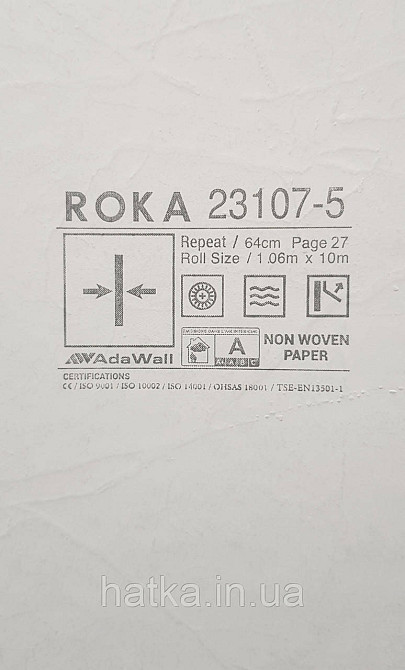 ROKA 23107-5
Repeat / 64cm Page 27
Roll Size / 1.06m x 10m
AdaWall
A
NON WOVEN
PAPER
CERTIFICATIONS
CE / ISO 9001 / ISO 10002 / ISO 14001 / OHSAS 18001 / TSE-EN13501-1
hatka.in.ua